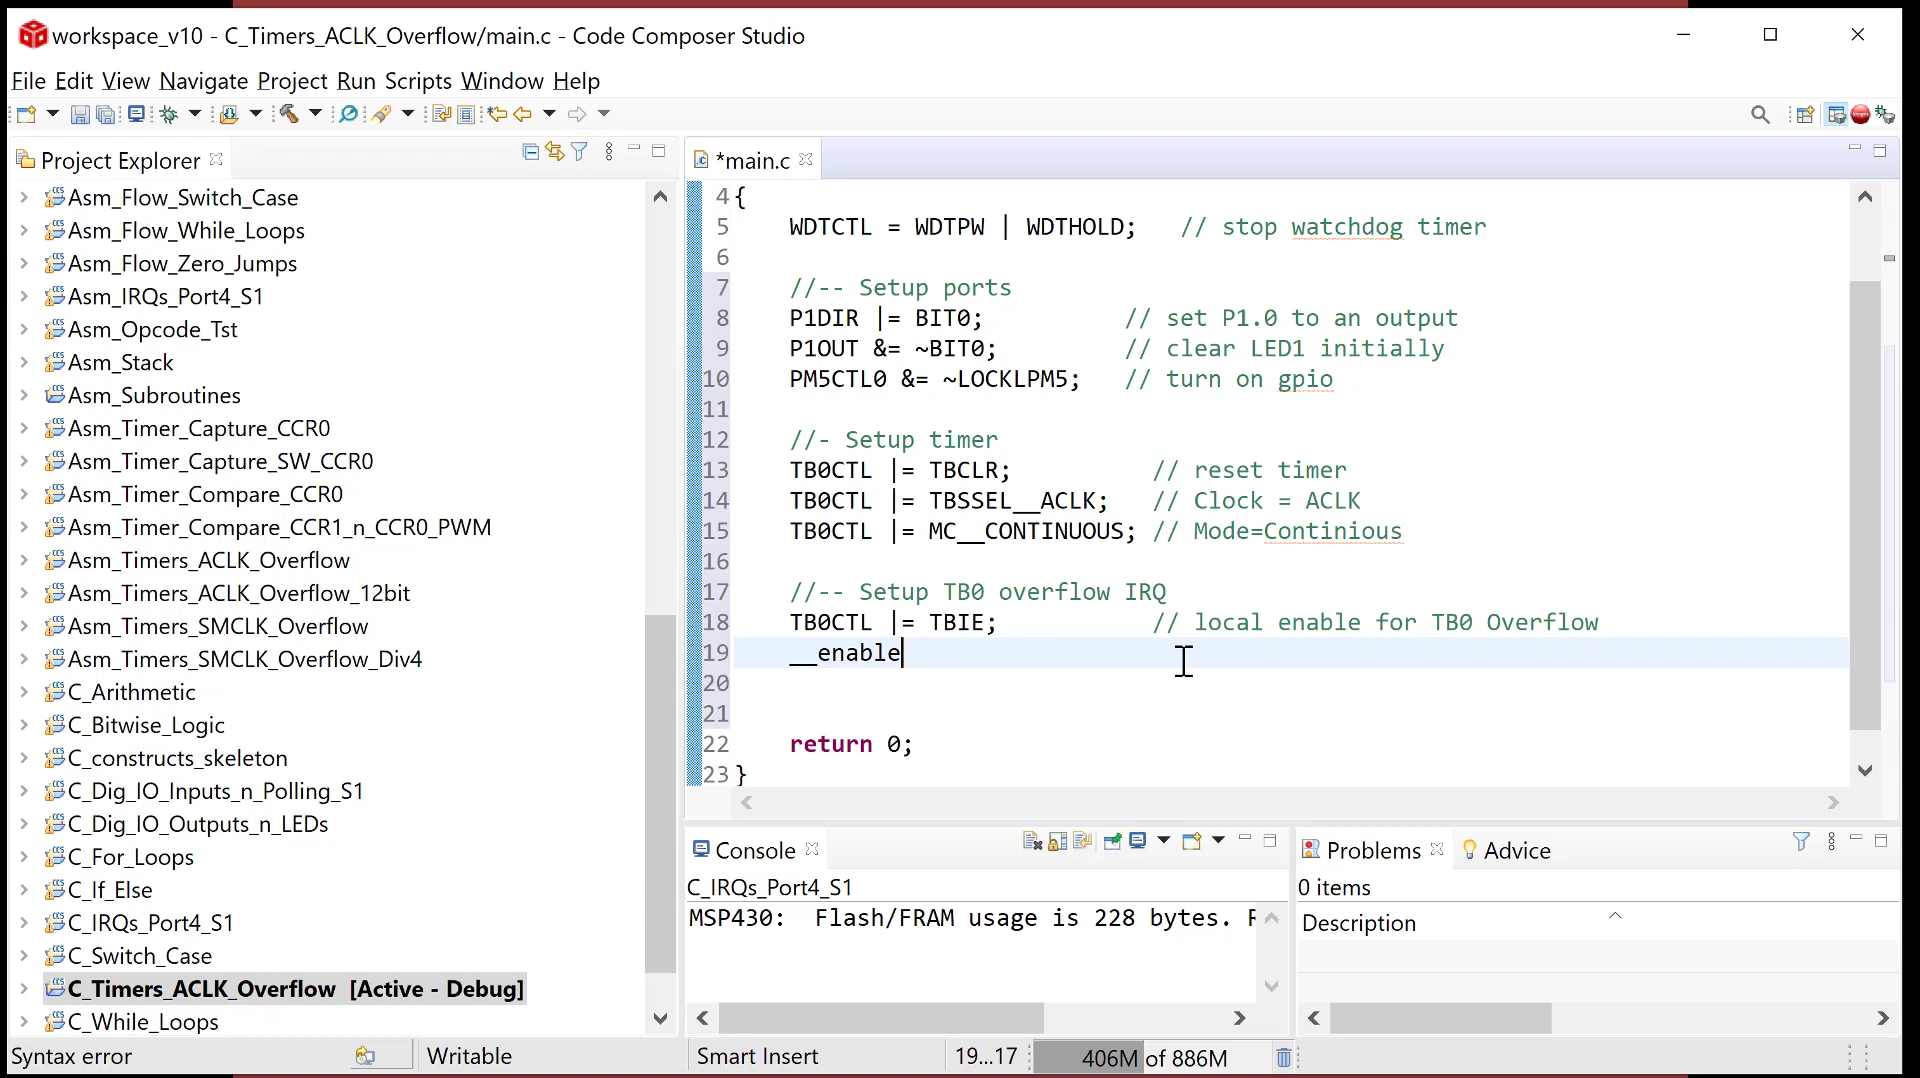 workspace_v10 - C_Timers_ACLK_Overflow/main.c - Code Composer Studio
File Edit View Navigate Project Run Scripts Window Help
Project Explorer
Asm_Flow_Switch_Case
Asm_Flow_While_Loops
Asm_Flow_Zero_Jumps
Asm_IRQs_Port4_S1
Asm_Opcode_Tst
Asm_Stack
Asm_Subroutines
Asm_Timer_Capture_CCR0
Asm_Timer_Capture_SW_CCR0
Asm_Timer_Compare_CCR0
Asm_Timer_Compare_CCR1_n_CCR0_PWM
Asm_Timers_ACLK_Overflow
Asm_Timers_ACLK_Overflow_12bit
Asm_Timers_SMCLK_Overflow
Asm_Timers_SMCLK_Overflow_Div4
C_Arithmetic
C_Bitwise_Logic
C_constructs_skeleton
C_Dig_IO_Inputs_n_Polling_S1
C_Dig_IO_Outputs_n_LEDs
C_For_Loops
C_If_Else
C_IRQs_Port4_S1
C_Switch_Case
C_Timers_ACLK_Overflow [Active - Debug]
C_While_Loops
*main.c
4 {
5 WDTCTL = WDTPW | WDTHOLD; // stop watchdog timer
6
7 //-- Setup ports
8 P1DIR |= BIT0; // set P1.0 to an output
9 P1OUT &= ~BIT0; // clear LED1 initially
10 PM5CTL0 &= ~LOCKLPM5; // turn on gpio
11
12 //- Setup timer
13 TB0CTL |= TBCLR; // reset timer
14 TB0CTL |= TBSSEL__ACLK; // Clock = ACLK
15 TB0CTL |= MC__CONTINUOUS; // Mode=Continious
16
17 //-- Setup TB0 overflow IRQ
18 TB0CTL |= TBIE; // local enable for TB0 Overflow
19 __enable
20
21
22 return 0;
23 }
Console
C_IRQs_Port4_S1
MSP430: Flash/FRAM usage is 228 bytes.
Problems Advice
0 items
Description
Syntax error Writable Smart Insert 19...17 406M of 886M